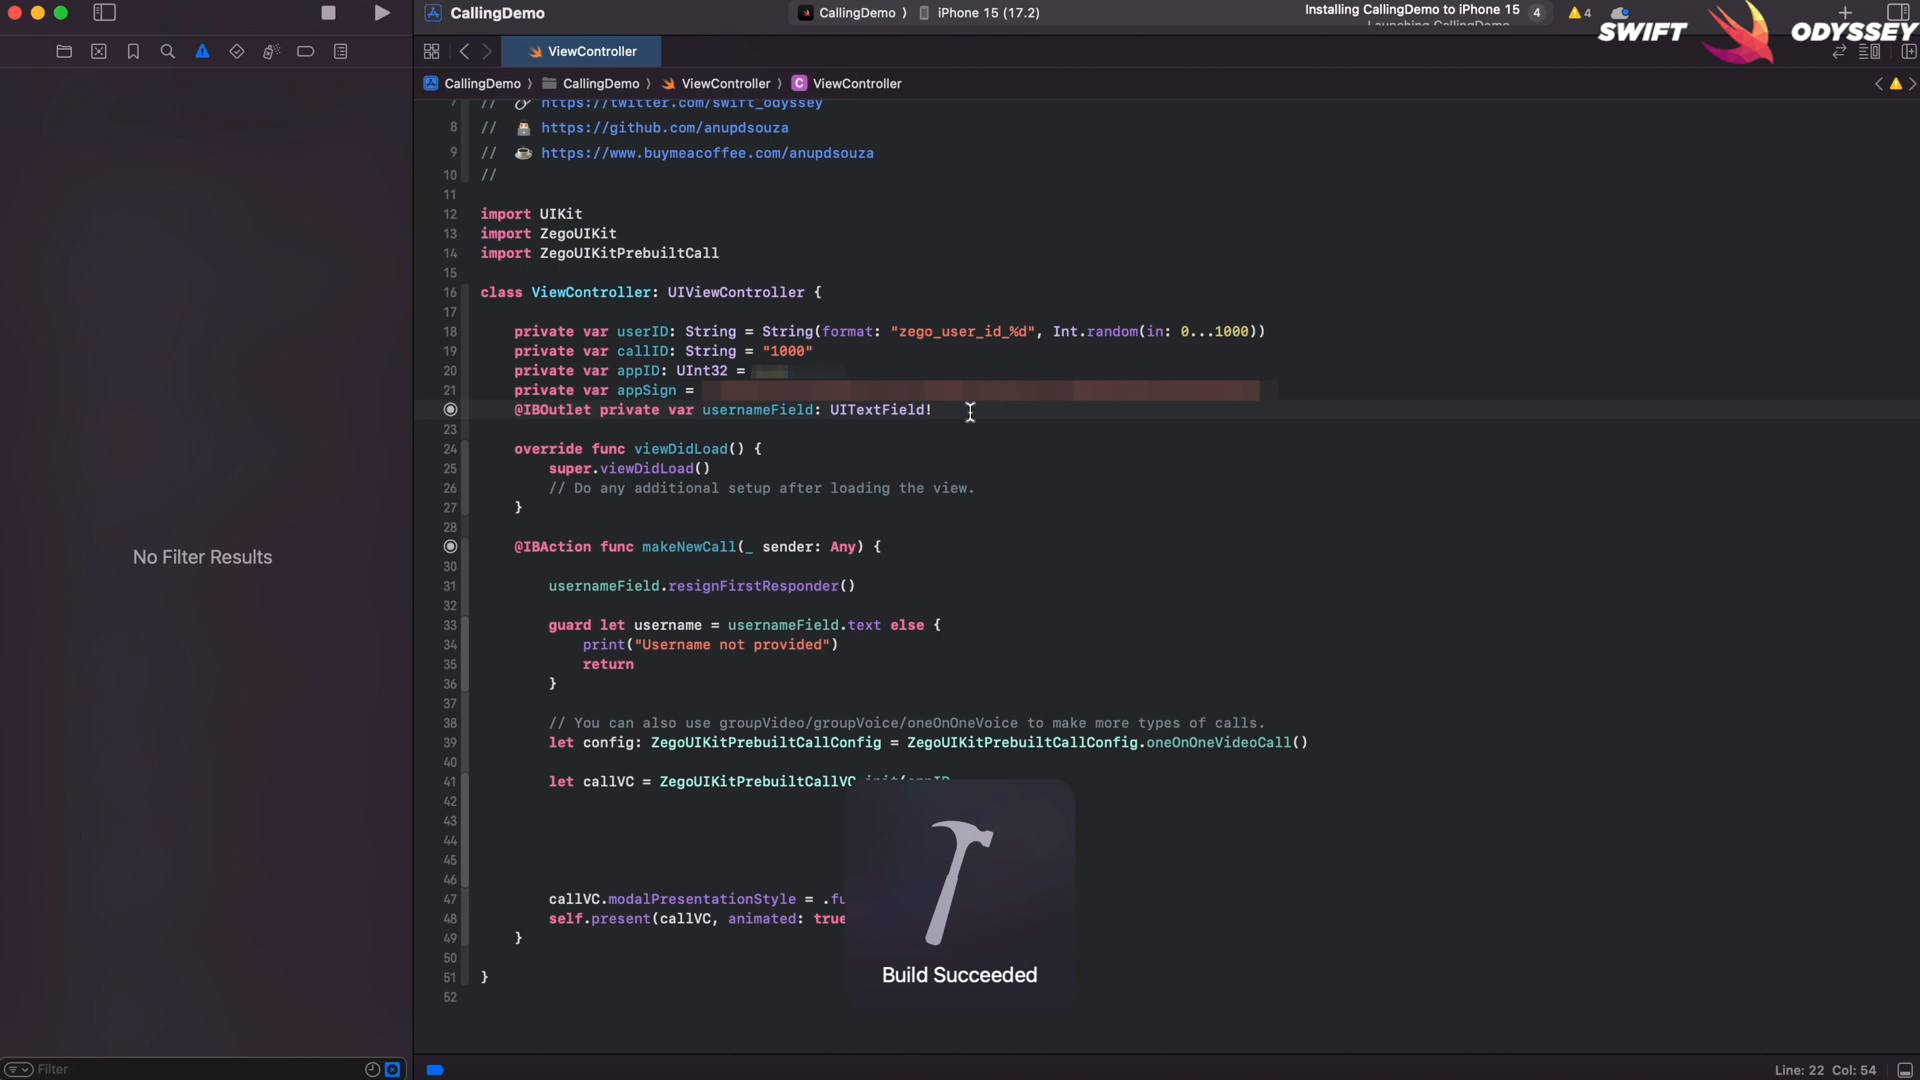 CallingDemo
CallingDemo 〉 iPhone 15 (17.2)
Installing CallingDemo to iPhone 15
4
4
Launching CallingDemo
SWIFT ODYSSEY
ViewController
CallingDemo 〉 CallingDemo 〉 ViewController 〉 C ViewController
7 // https://twitter.com/swift_odyssey
8 // https://github.com/anupdsouza
9 // https://www.buymeacoffee.com/anupdsouza
10 //
11
12 import UIKit
13 import ZegoUIKit
14 import ZegoUIKitPrebuiltCall
15
16 class ViewController: UIViewController {
17
18 private var userID: String = String(format: "zego_user_id_%d", Int.random(in: 0...1000))
19 private var callID: String = "1000"
20 private var appID: UInt32 =
21 private var appSign =
@IBOutlet private var usernameField: UITextField!
23
24 override func viewDidLoad() {
25 super.viewDidLoad()
26 // Do any additional setup after loading the view.
27 }
28
@IBAction func makeNewCall(_ sender: Any) {
30
31 usernameField.resignFirstResponder()
32
33 guard let username = usernameField.text else {
34 print("Username not provided")
35 return
36 }
37
38 // You can also use groupVideo/groupVoice/oneOnOneVoice to make more types of calls.
39 let config: ZegoUIKitPrebuiltCallConfig = ZegoUIKitPrebuiltCallConfig.oneOnOneVideoCall()
40
41 let callVC = ZegoUIKitPrebuiltCallVC.init(appID
42
43
44
45
46
47 callVC.modalPresentationStyle = .fu
48 self.present(callVC, animated: true
49 }
50
51 }
52
No Filter Results
Build Succeeded
Filter
Line: 22 Col: 54